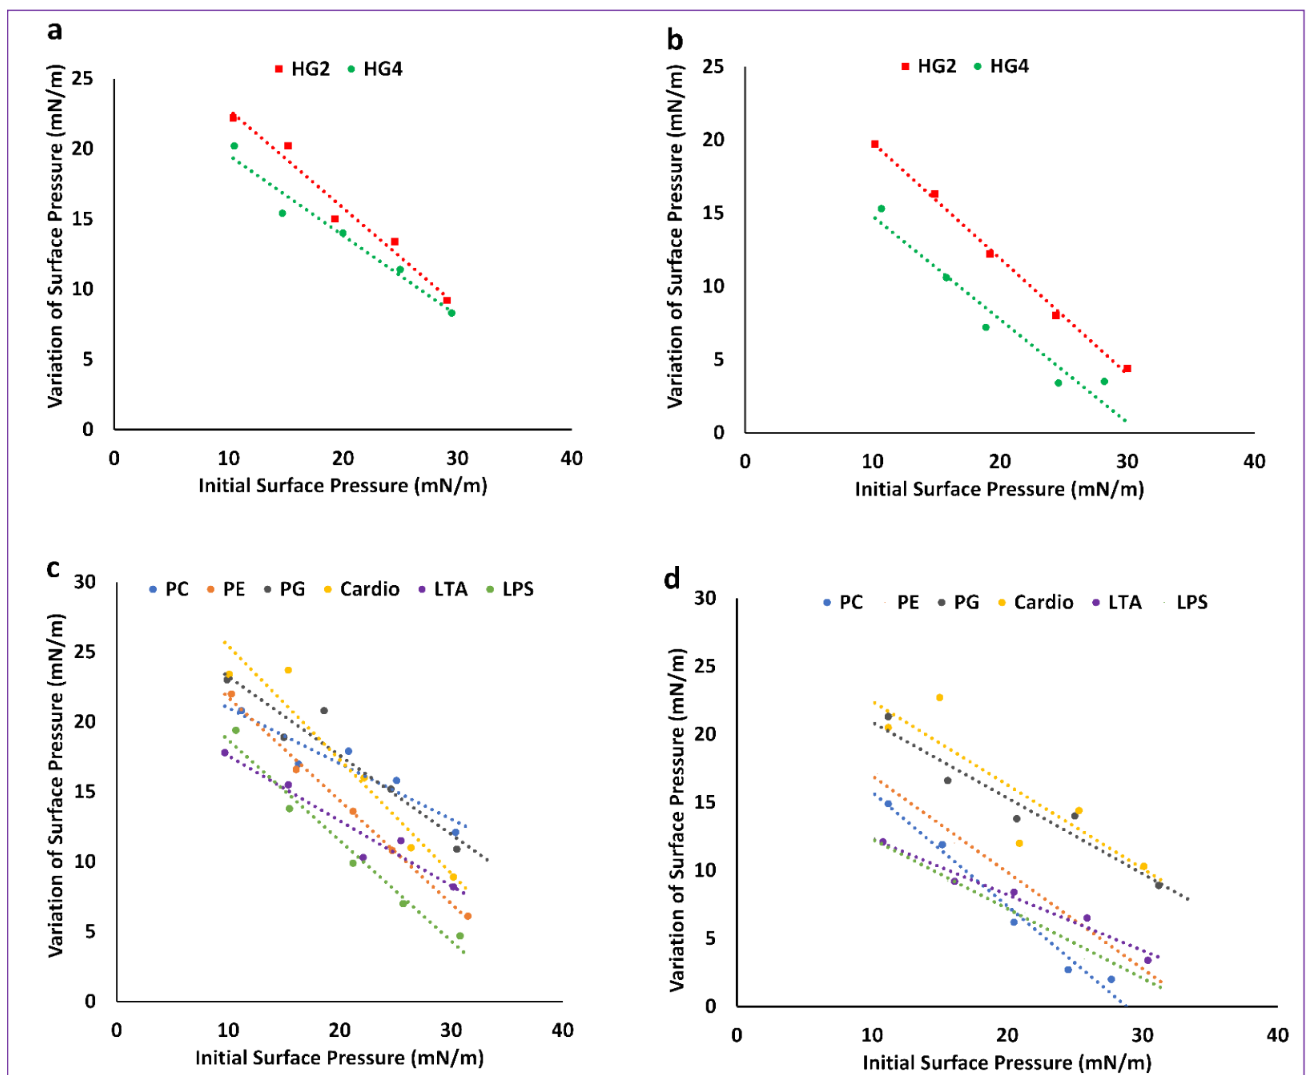 a
HG2 HG4
Variation of Surface Pressure (mN/m)
25
20
15
10
5
0
0 10 20 30 40
Initial Surface Pressure (mN/m)
b
HG2 HG4
Variation of Surface Pressure (mN/m)
25
20
15
10
5
0
0 10 20 30 40
Initial Surface Pressure (mN/m)
c
PC PE PG Cardio LTA LPS
Variation of Surface Pressure (mN/m)
30
25
20
15
10
5
0
0 10 20 30 40
Initial Surface Pressure (mN/m)
d
PC PE PG Cardio LTA LPS
Variation of Surface Pressure (mN/m)
30
25
20
15
10
5
0
0 10 20 30 40
Initial Surface Pressure (mN/m)